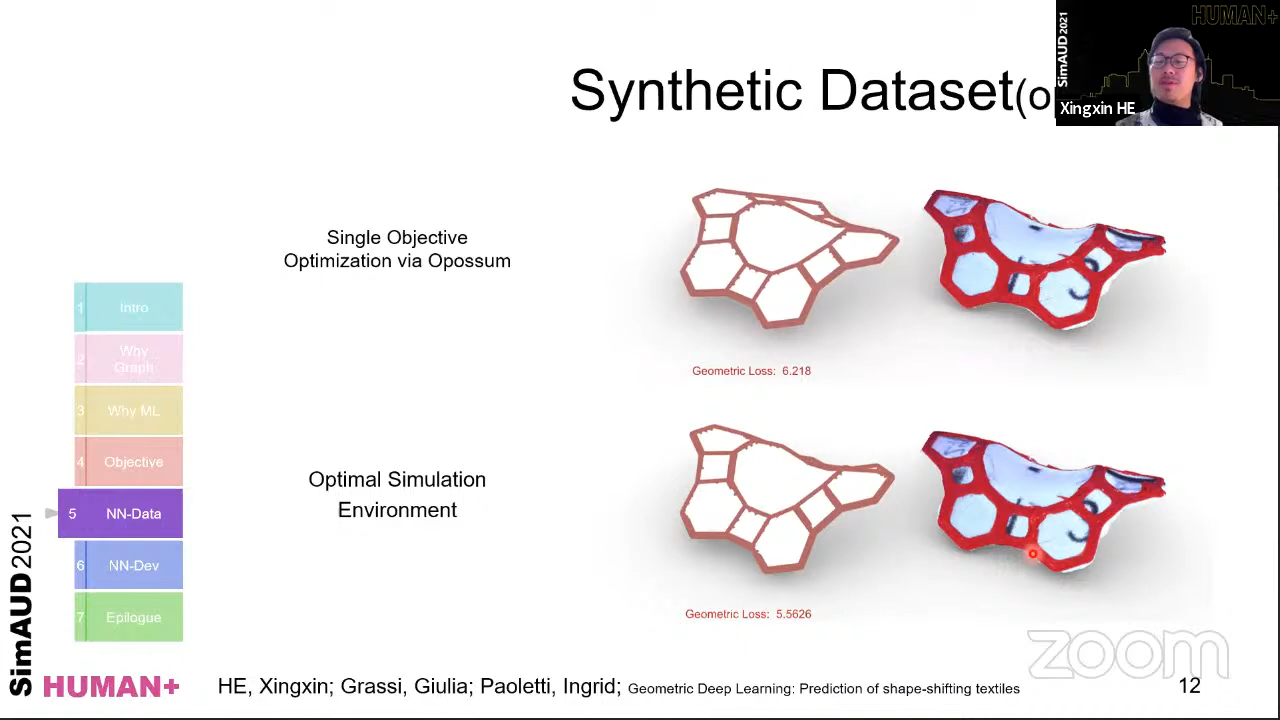 HUMAN+
SimAUD 2021
Xingxin HE
Synthetic Dataset(o
Single Objective
Optimization via Opossum
Geometric Loss: 6.218
1 Intro
2 Why
Graph
3 Why ML
4 Objective
5 NN-Data
6 NN-Dev
7 Epilogue
Optimal Simulation
Environment
Geometric Loss: 5.5626
zoom
SimAUD2021
HUMAN+
HE, Xingxin; Grassi, Giulia; Paoletti, Ingrid; Geometric Deep Learning: Prediction of shape-shifting textiles
12